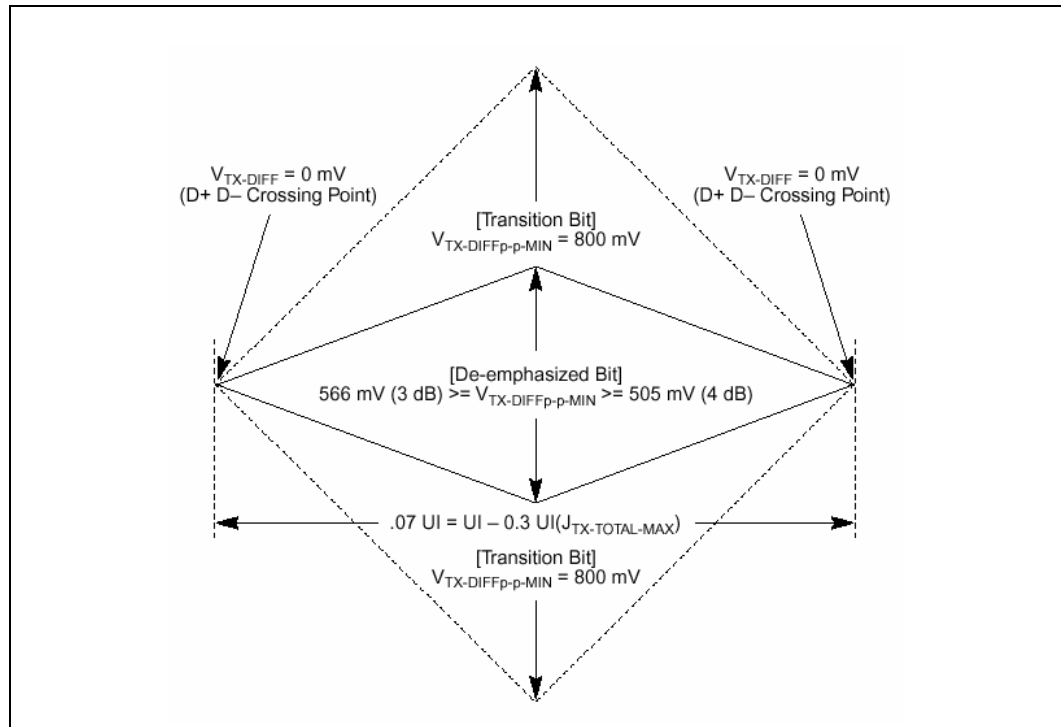 V_TX-DIFF = 0 mV
(D+ D– Crossing Point)
V_TX-DIFF = 0 mV
(D+ D– Crossing Point)
[Transition Bit]
V_TX-DIFFp-p-MIN = 800 mV
[De-emphasized Bit]
566 mV (3 dB) >= V_TX-DIFFp-p-MIN >= 505 mV (4 dB)
.07 UI = UI – 0.3 UI(J_TX-TOTAL-MAX)
[Transition Bit]
V_TX-DIFFp-p-MIN = 800 mV